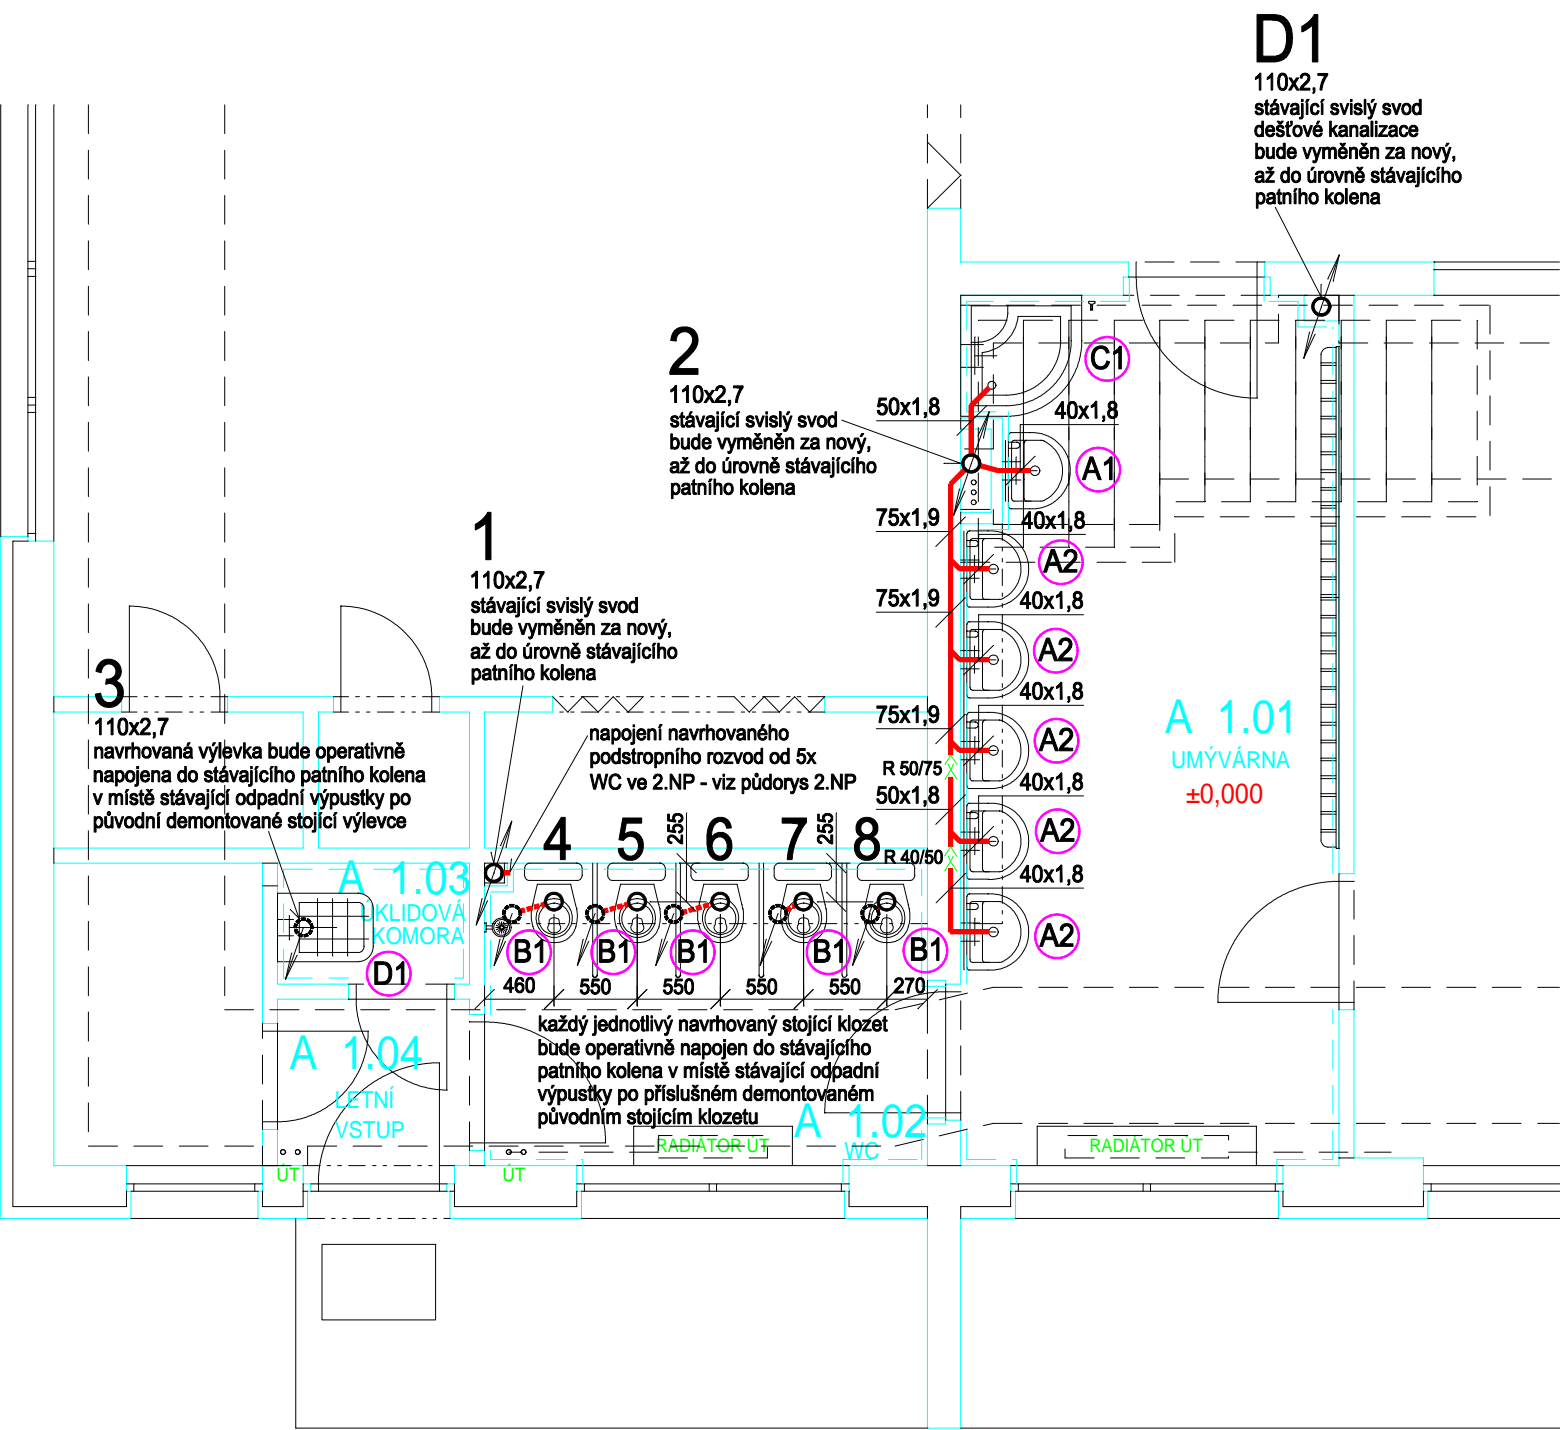 D1
110x2,7
stávající svislý svod
dešťové kanalizace
bude vyměněn za nový,
až do úrovně stávajícího
patního kolena
2
110x2,7
stávající svislý svod
bude vyměněn za nový,
až do úrovně stávajícího
patního kolena
C1
50x1,8
40x1,8
A1
75x1,9
40x1,8
A2
75x1,9
40x1,8
A2
40x1,8
75x1,9
A2
R 50/75
40x1,8
50x1,8
A2
R 40/50
40x1,8
A2
A 1.01
UMÝVÁRNA
±0,000
1
110x2,7
stávající svislý svod
bude vyměněn za nový,
až do úrovně stávajícího
patního kolena
3
110x2,7
navrhovaná výlevka bude operativně
napojena do stávajícího patního kolena
v místě stávající odpadní výpustky po
původní demontované stojící výlevce
napojení navrhovaného
podstropního rozvod od 5x
WC ve 2.NP - viz půdorys 2.NP
4 5 6 7 8
255
255
A 1.03
ÚKLIDOVÁ
KOMORA
D1
B1 B1 B1 B1 B1
460 550 550 550 550 270
každý jednotlivý navrhovaný stojící klozet
bude operativně napojen do stávajícího
patního kolena v místě stávající odpadní
výpustky po příslušném demontovaném
původním stojícím klozetu
A 1.04
LETNÍ
VSTUP
A 1.02
WC
RADIÁTOR ÚT
RADIÁTOR ÚT
ÚT
ÚT